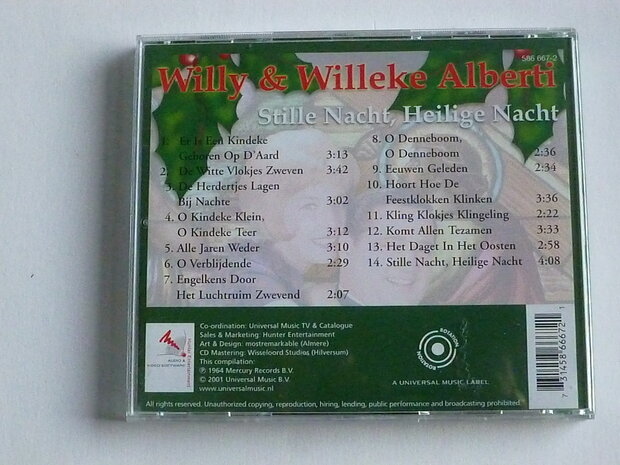 586 667-2
Willy & Willeke Alberti
Stille Nacht, Heilige Nacht
1. Er Is Een Kindeke
Geboren Op D'Aard 3:13
2. De Witte Vlokjes Zweven 3:42
3. De Herdertjes Lagen
Bij Nachte 3:02
4. O Kindeke Klein,
O Kindeke Teer 3:12
5. Alle Jaren Weder 3:10
6. O Verblijdende 2:29
7. Engelkens Door
Het Luchtruim Zwevend 2:07
8. O Denneboom,
O Denneboom 2:36
9. Eeuwen Geleden 2:34
10. Hoort Hoe De
Feestklokken Klinken 3:36
11. Kling Klokjes Klingeling 2:22
12. Komt Allen Tezamen 3:33
13. Het Daget In Het Oosten 2:58
14. Stille Nacht, Heilige Nacht 4:08
AUDIO &
VIDEO SOFTWARE
Hunter Entertainment
Co-ordination: Universal Music TV & Catalogue
Sales & Marketing: Hunter Entertainment
Art & Design: mostremarkable (Almere)
CD Mastering: Wisseloord Studios (Hilversum)
This compilation:
℗ 1964 Mercury Records B.V.
© 2001 Universal Music B.V.
www.universalmusic.nl
ROTATION
ROTATION
A UNIVERSAL MUSIC LABEL
7 31458 66672 1
All rights reserved. Unauthorized copying, reproduction, hiring, lending, public performance and broadcasting prohibited.